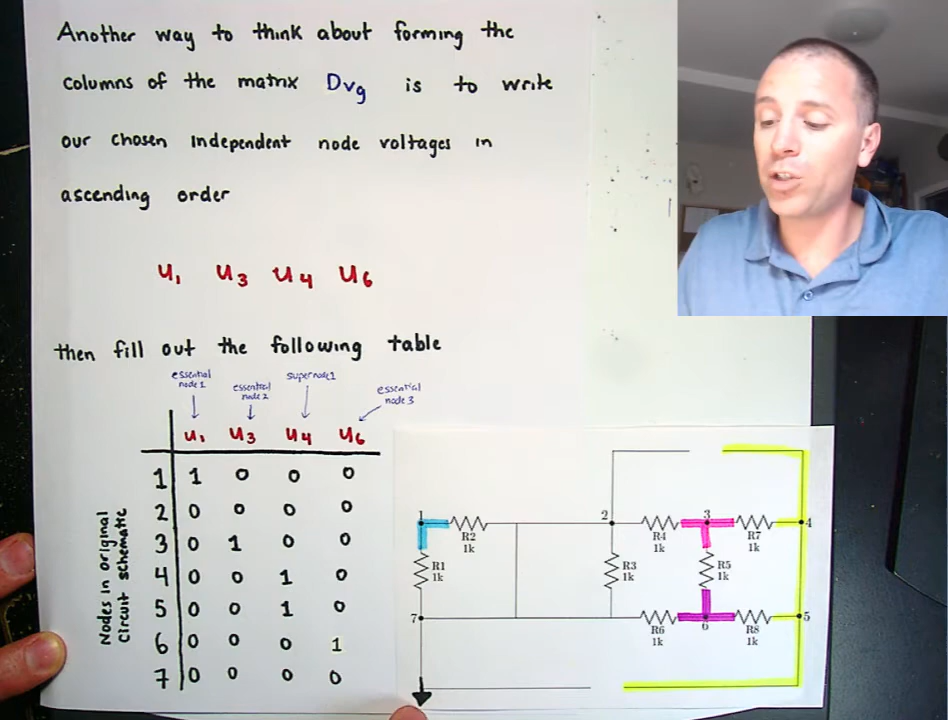 Another way to think about forming the
columns of the matrix Dvg is to write
our chosen independent node voltages in
ascending order
u1 u3 u4 u6
then fill out the following table
essential node 1
essential node 2
supernode 1
essential node 3
u1 u3 u4 u6
Nodes in original
circuit schematic
1 1 0 0 0
2 0 0 0 0
3 0 1 0 0
4 0 0 1 0
5 0 0 1 0
6 0 0 0 1
7 0 0 0 0
1 2 3 4
R2 1k
R4 1k
R7 1k
R1 1k
R3 1k
R5 1k
7 6 5
R6 1k
R8 1k